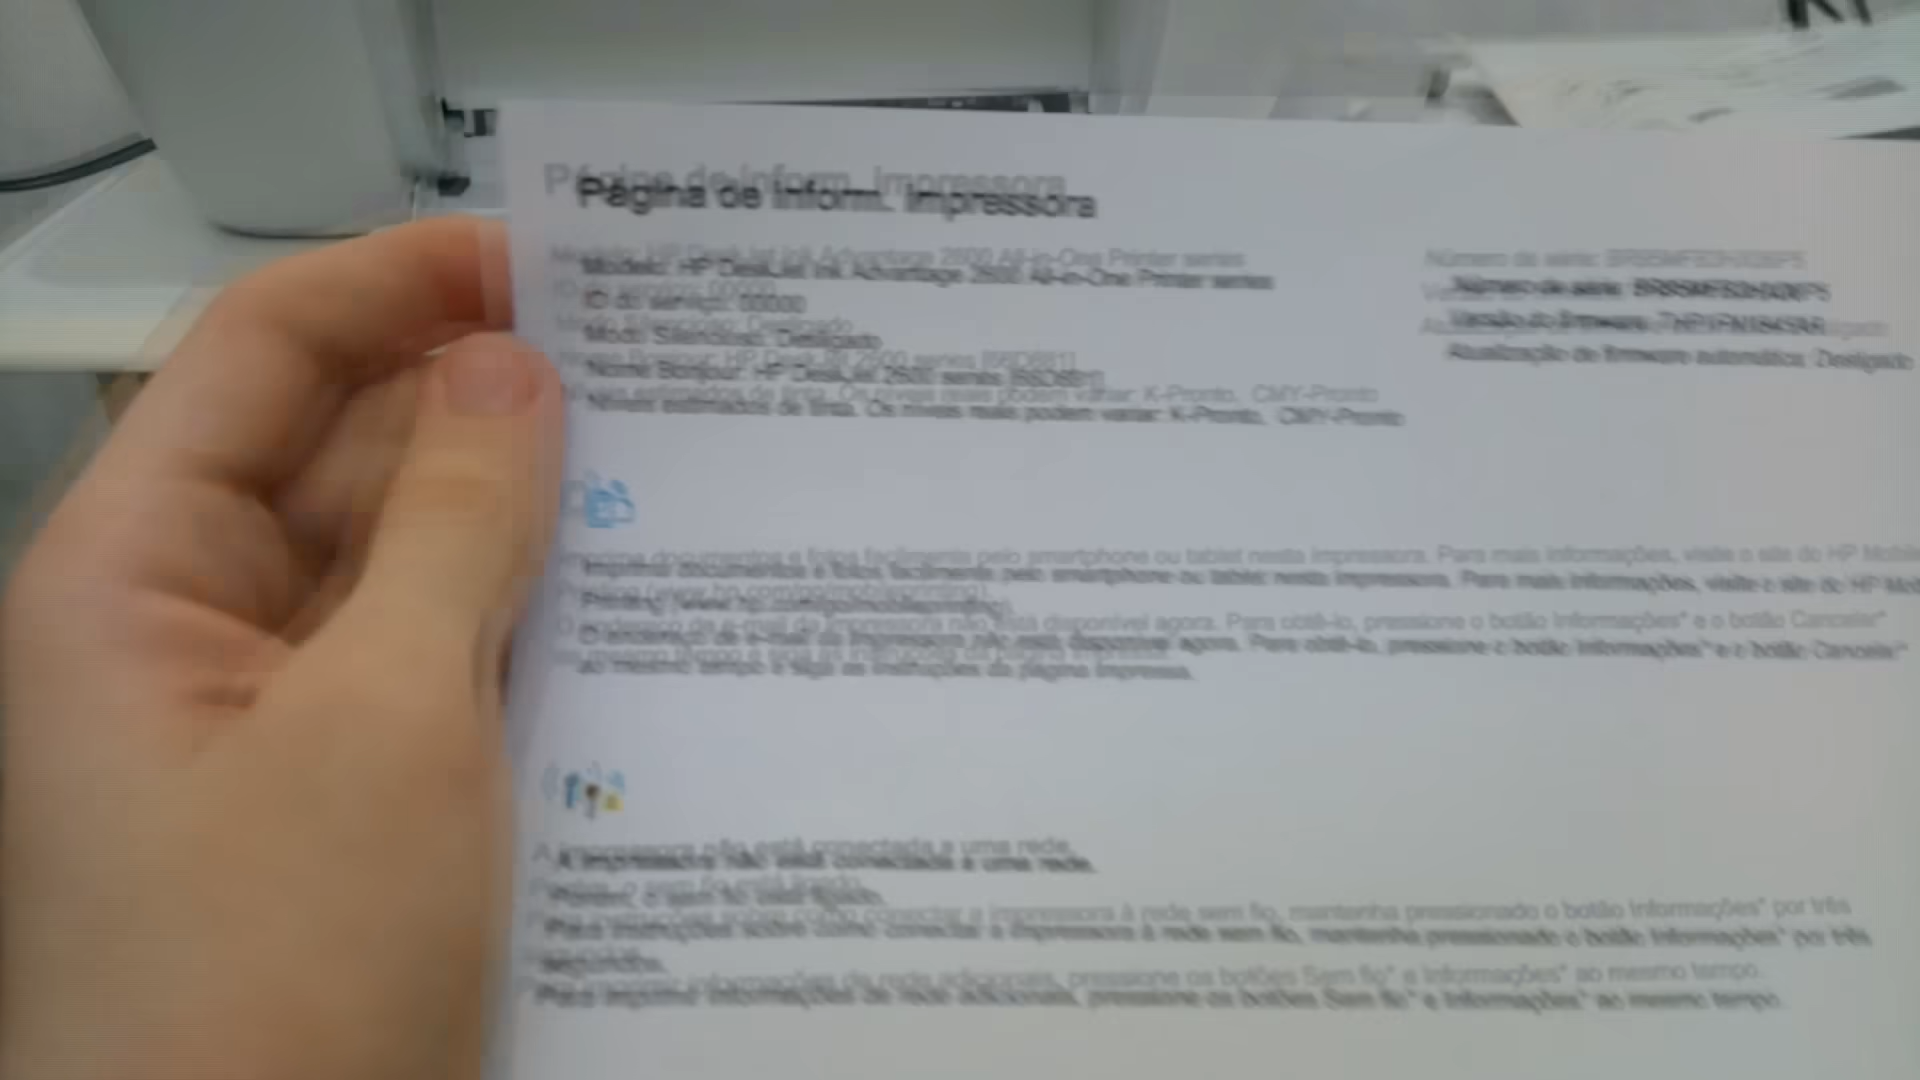 Página de Inform. Impressora
Modelo: HP DeskJet Ink Advantage 2600 All-in-One Printer series
Número de série:
ID do serviço: 00000
Versão do firmware:
Modo Silencioso: Desligado
Atualização de firmware automática: Desligado
Nome Bonjour: HP DeskJet 2600 series
Níveis estimados de tinta. Os níveis reais podem variar: K-Pronto, CMY-Pronto
Imprima documentos e fotos facilmente pelo smartphone ou tablet nesta impressora. Para mais informações, visite o site do HP
Printing
O endereço de e-mail da impressora não está disponível agora. Para obtê-lo, pressione o botão Informações* e o botão Cancelar*
ao mesmo tempo e siga as instruções da página impressa.
A impressora não está conectada a uma rede.
Porém, o sem fio está ligado.
Para instruções sobre como conectar a impressora à rede sem fio, mantenha pressionado o botão Informações* por três
segundos.
Para imprimir informações de rede adicionais, pressione os botões Sem fio* e Informações* ao mesmo tempo.